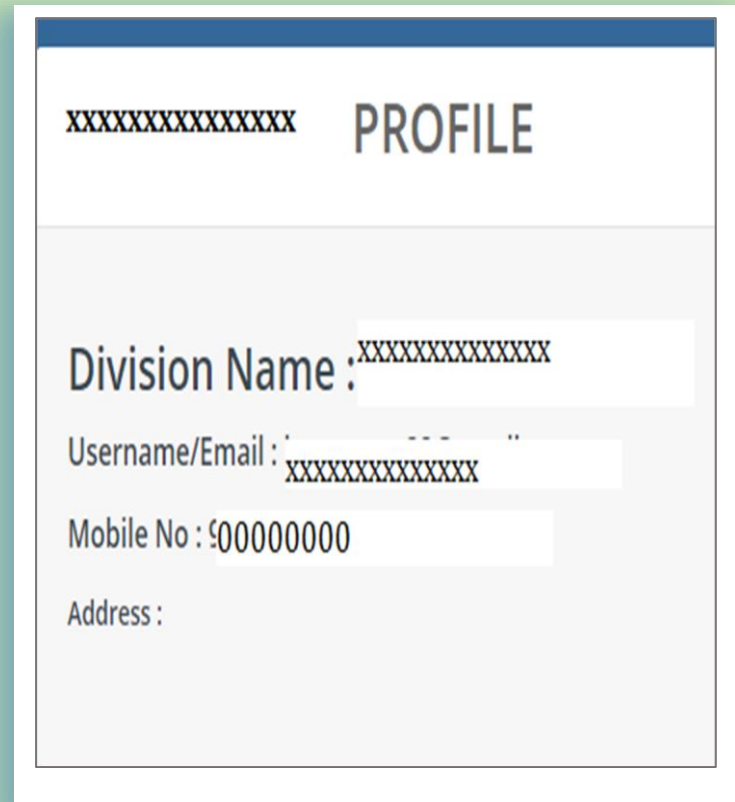 xxxxxxxxxxxxxxx PROFILE
Division Name : xxxxxxxxxxxxxx
Username/Email : xxxxxxxxxxxxxx
Mobile No : 00000000
Address :